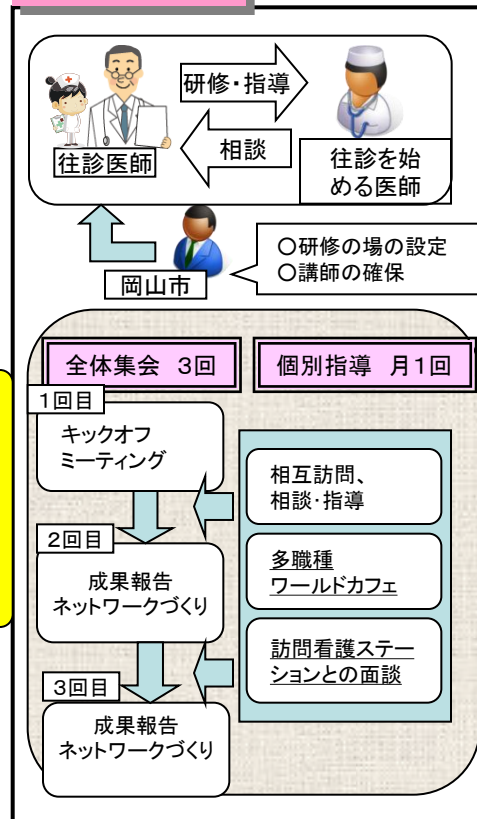 研修・指導
相談
往診医師
往診を始
める医師
岡山市
○研修の場の設定
○講師の確保
全体集会 3回
個別指導 月1回
1回目
キックオフ
ミーティング
2回目
成果報告
ネットワークづくり
3回目
成果報告
ネットワークづくり
相互訪問、
相談・指導
多職種
ワールドカフェ
訪問看護ステー
ションとの面談